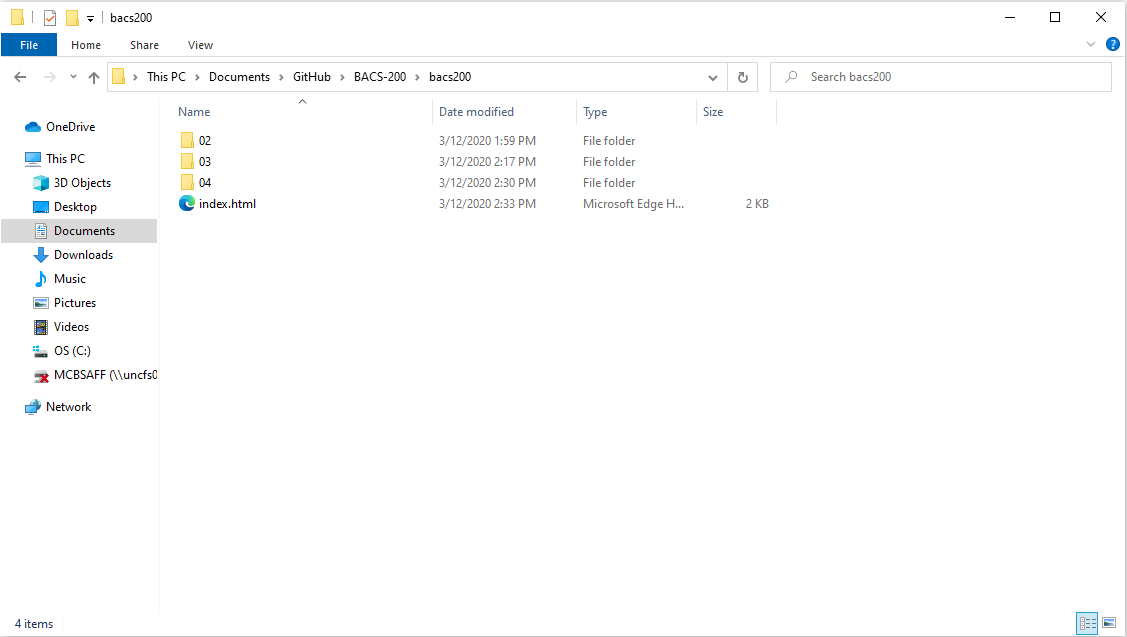 bacs200
File Home Share View
This PC Documents GitHub BACS-200 bacs200 Search bacs200
Name Date modified Type Size
OneDrive
This PC
3D Objects
Desktop
Documents
Downloads
Music
Pictures
Videos
OS (C:)
MCBSAFF (\\uncfs0
Network
02 3/12/2020 1:59 PM File folder
03 3/12/2020 2:17 PM File folder
04 3/12/2020 2:30 PM File folder
index.html 3/12/2020 2:33 PM Microsoft Edge H... 2 KB
4 items